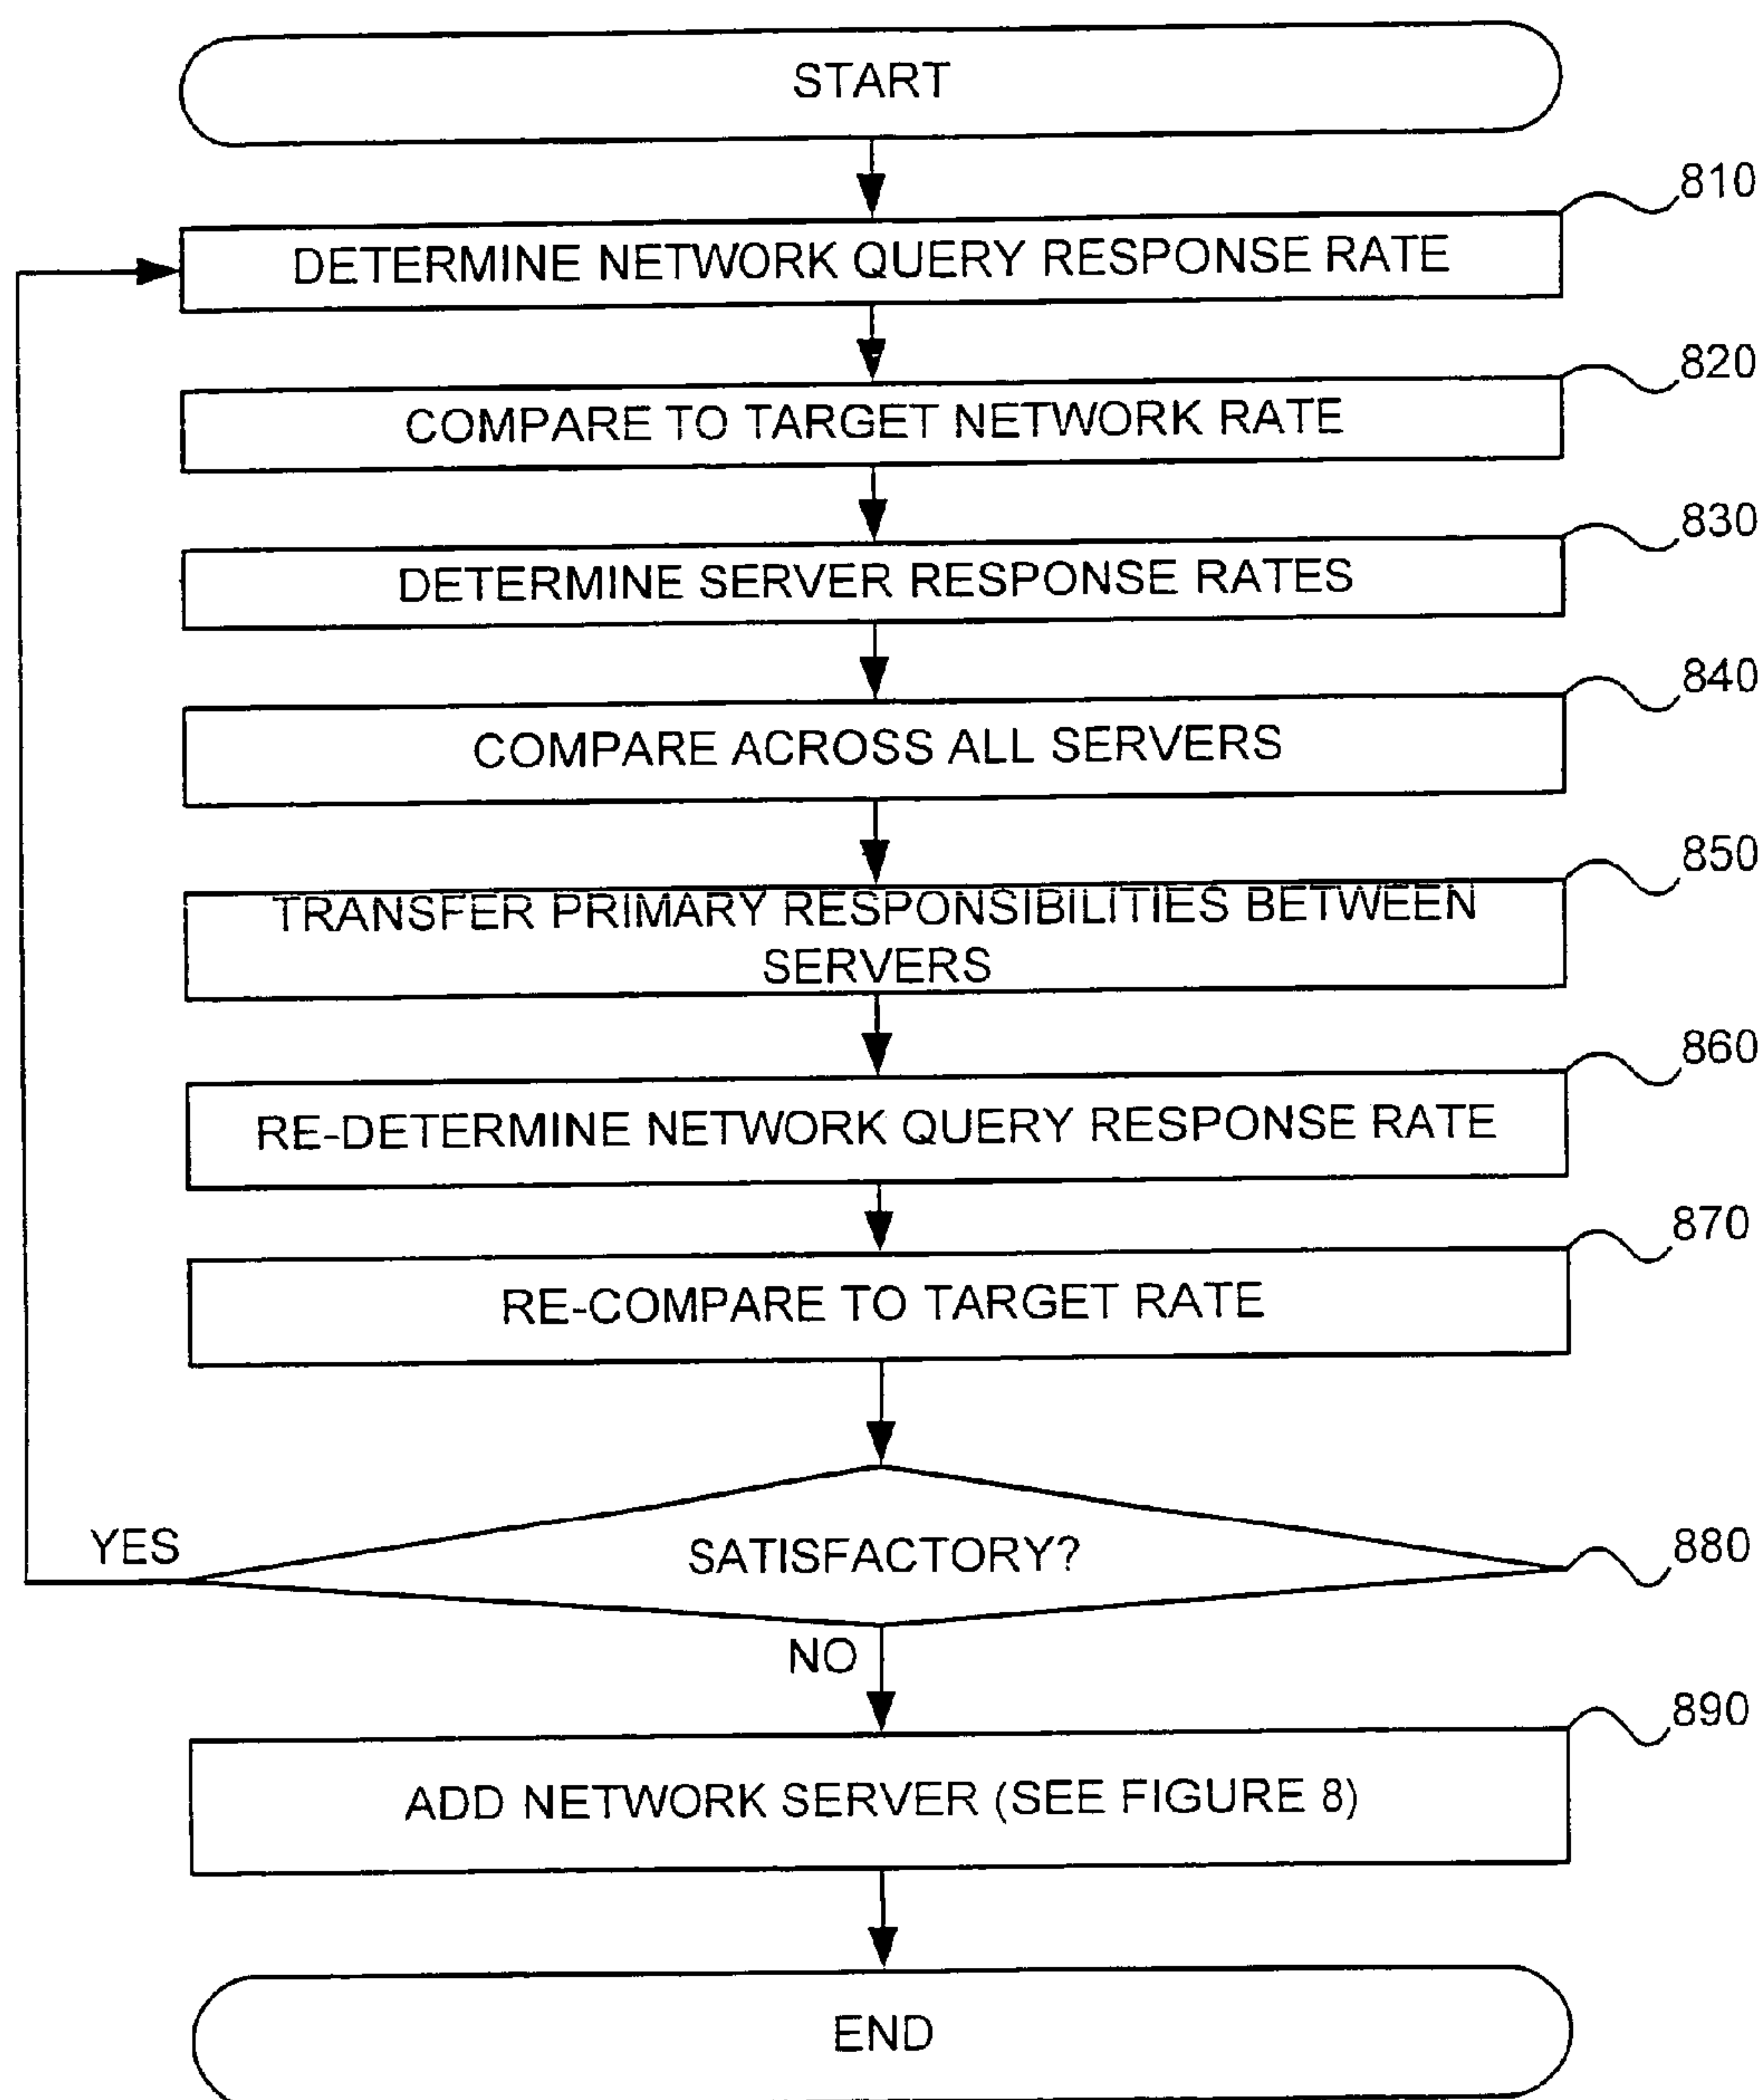 START
810
DETERMINE NETWORK QUERY RESPONSE RATE
820
COMPARE TO TARGET NETWORK RATE
830
DETERMINE SERVER RESPONSE RATES
840
COMPARE ACROSS ALL SERVERS
850
TRANSFER PRIMARY RESPONSIBILITIES BETWEEN
SERVERS
860
RE-DETERMINE NETWORK QUERY RESPONSE RATE
870
RE-COMPARE TO TARGET RATE
YES
SATISFACTORY?
880
NO
890
ADD NETWORK SERVER (SEE FIGURE 8)
END